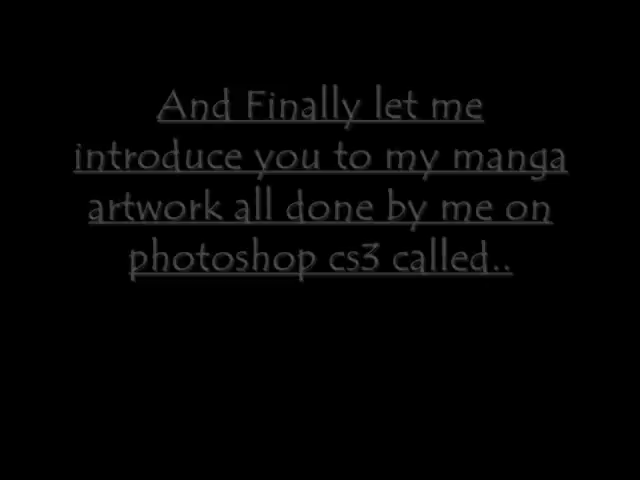 And Finally let me
introduce you to my manga
artwork all done by me on
photoshop cs3 called..